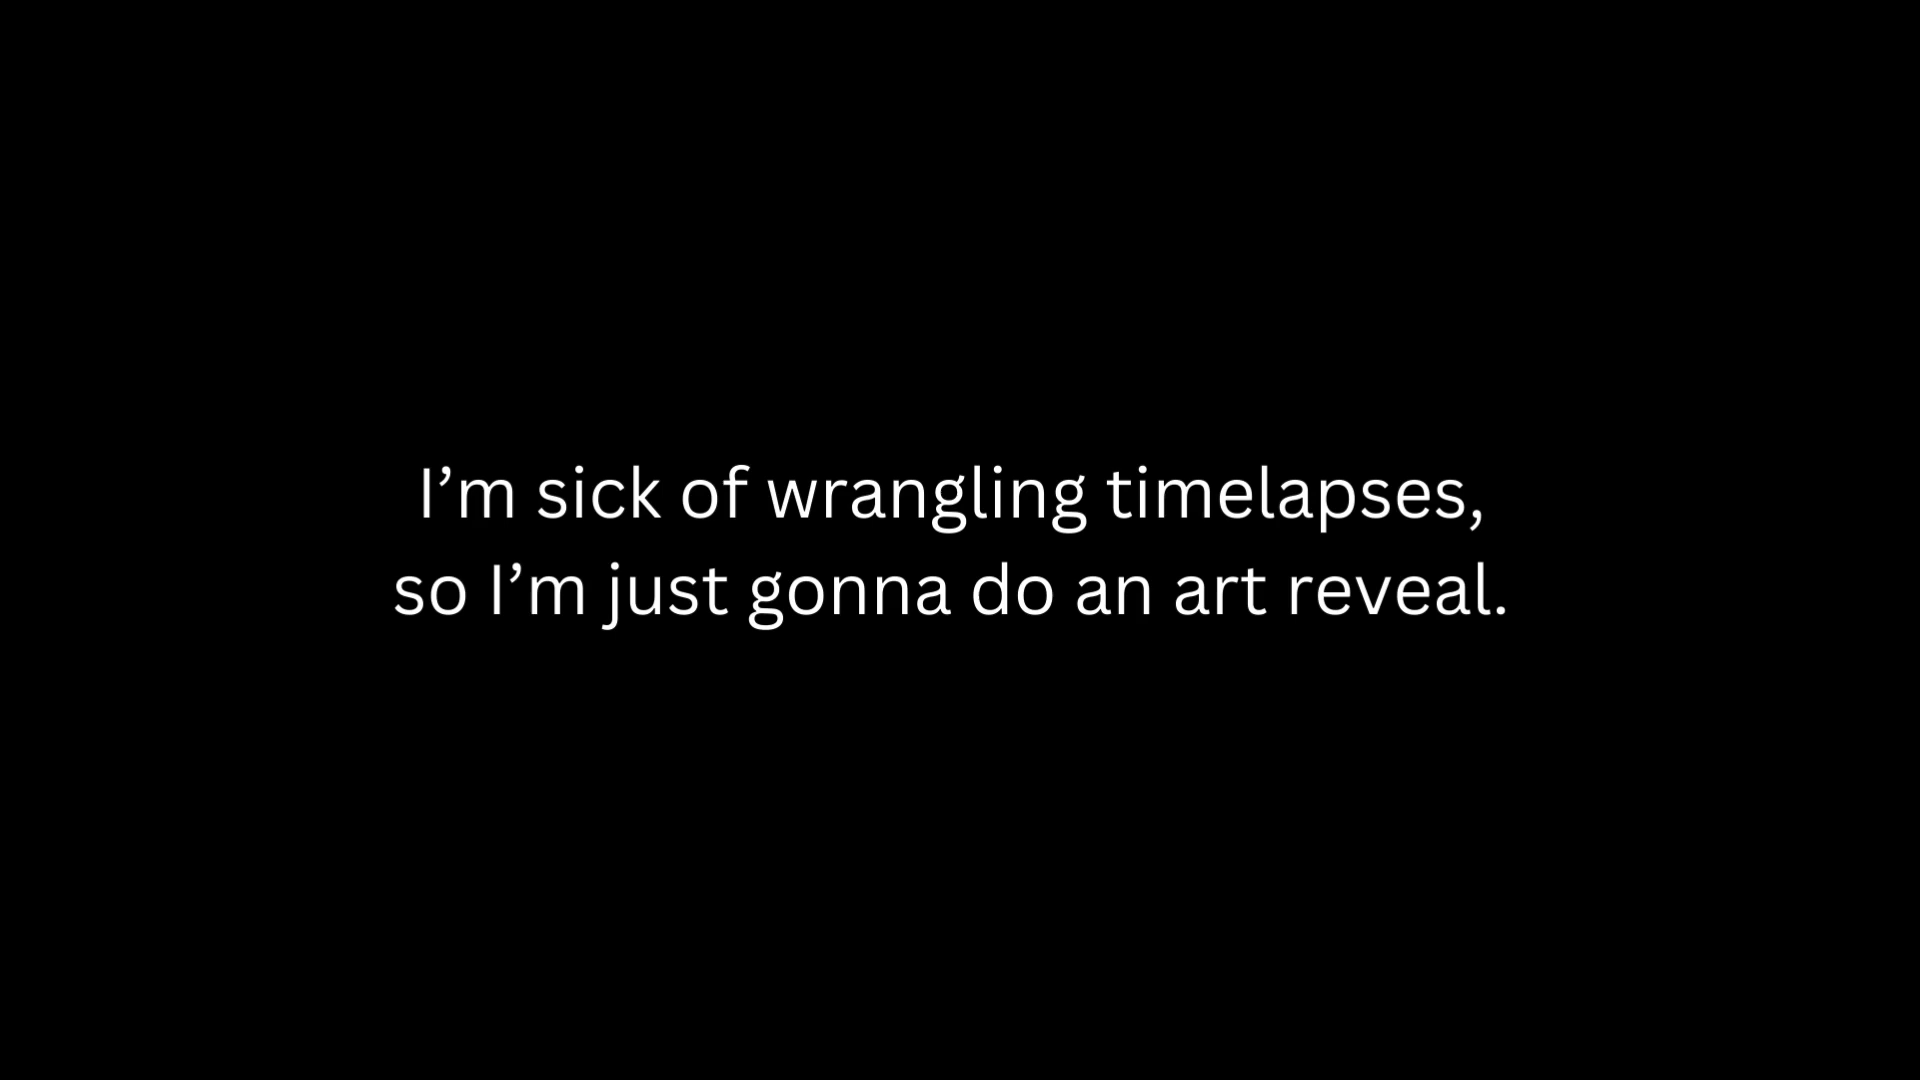 I’m sick of wrangling timelapses,
so I’m just gonna do an art reveal.